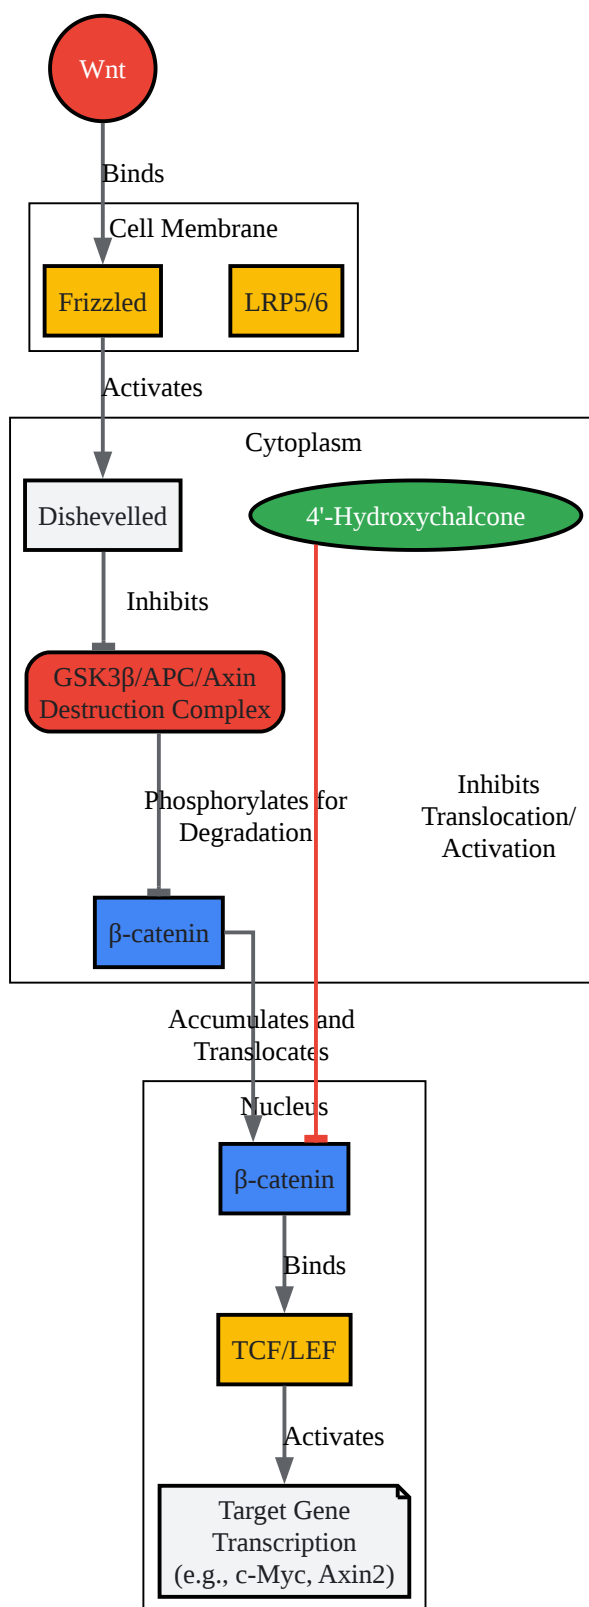 Wnt
Binds
Cell Membrane
Frizzled
LRP5/6
Activates
Cytoplasm
Dishevelled
4'-Hydroxychalcone
Inhibits
GSK3β/APC/Axin
Destruction Complex
Phosphorylates for
Degradation
Inhibits
Translocation/
Activation
β-catenin
Accumulates and
Translocates
Nucleus
β-catenin
Binds
TCF/LEF
Activates
Target Gene
Transcription
(e.g., c-Myc, Axin2)